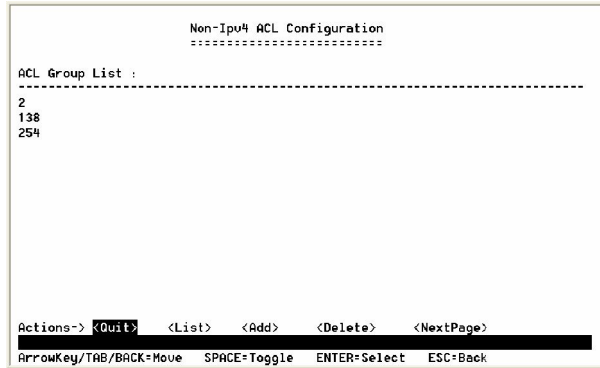 Non-Ipv4 ACL Configuration
==========================
ACL Group List :
-----------------------------------------------------------------------------
2
138
254
Actions-> <Quit> <List> <Add> <Delete> <NextPage>
ArrowKey/TAB/BACK=Move SPACE=Toggle ENTER=Select ESC=Back